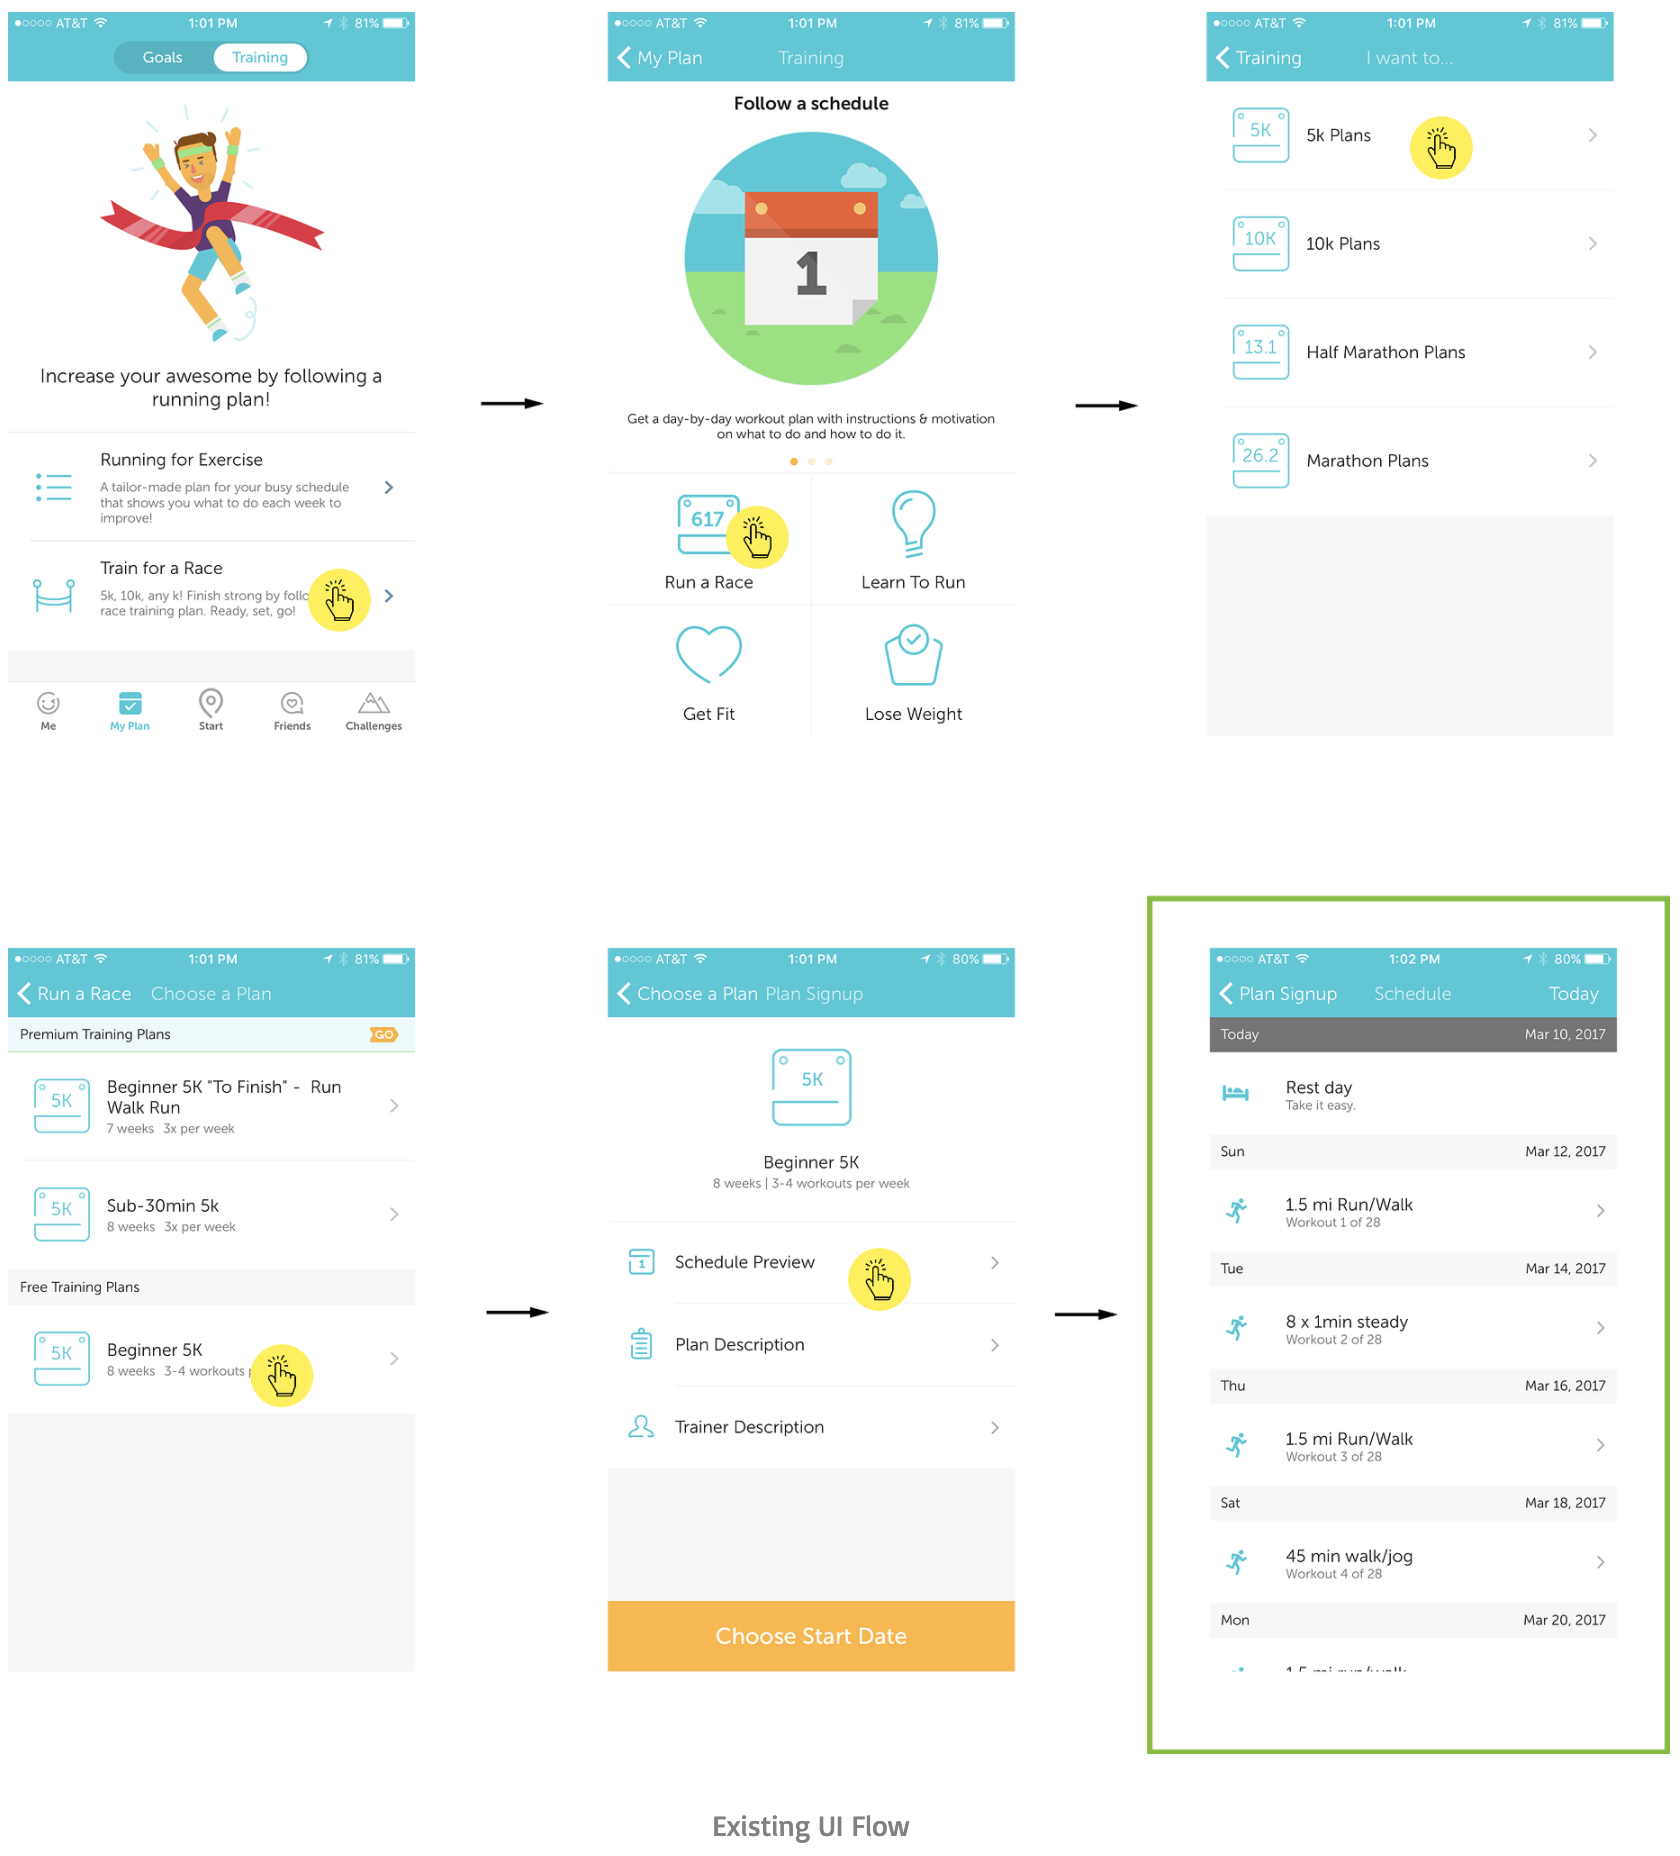 AT&T 1:01 PM 81%
Goals Training
Increase your awesome by following a
running plan!
Running for Exercise
A tailor-made plan for your busy schedule
that shows you what to do each week to
improve!
Train for a Race
5k, 10k, any k! Finish strong by
race training plan. Ready, set, go!
Me My Plan Start Friends Challenges
AT&T 1:01 PM 81%
My Plan Training
Follow a schedule
1
Get a day-by-day workout plan with instructions & motivation
on what to do and how to do it.
617
Run a Race Learn To Run
Get Fit Lose Weight
AT&T 1:01 PM 81%
Training I want to...
5K 5k Plans
10K 10k Plans
13.1 Half Marathon Plans
26.2 Marathon Plans
AT&T 1:01 PM 81%
Run a Race Choose a Plan
Premium Training Plans GO
5K
Beginner 5K "To Finish" - Run
Walk Run
7 weeks 3x per week
5K
Sub-30min 5k
8 weeks 3x per week
Free Training Plans
5K
Beginner 5K
8 weeks 3-4 workouts
AT&T 1:01 PM 80%
Choose a Plan Plan Signup
5K
Beginner 5K
8 weeks | 3-4 workouts per week
1 Schedule Preview
Plan Description
Trainer Description
Choose Start Date
AT&T 1:02 PM 80%
Plan Signup Schedule Today
Today Mar 10, 2017
Rest day
Take it easy.
Sun Mar 12, 2017
1.5 mi Run/Walk
Workout 1 of 28
Tue Mar 14, 2017
8 x 1min steady
Workout 2 of 28
Thu Mar 16, 2017
1.5 mi Run/Walk
Workout 3 of 28
Sat Mar 18, 2017
45 min walk/jog
Workout 4 of 28
Mon Mar 20, 2017
1.5 mi run/walk
Existing UI Flow